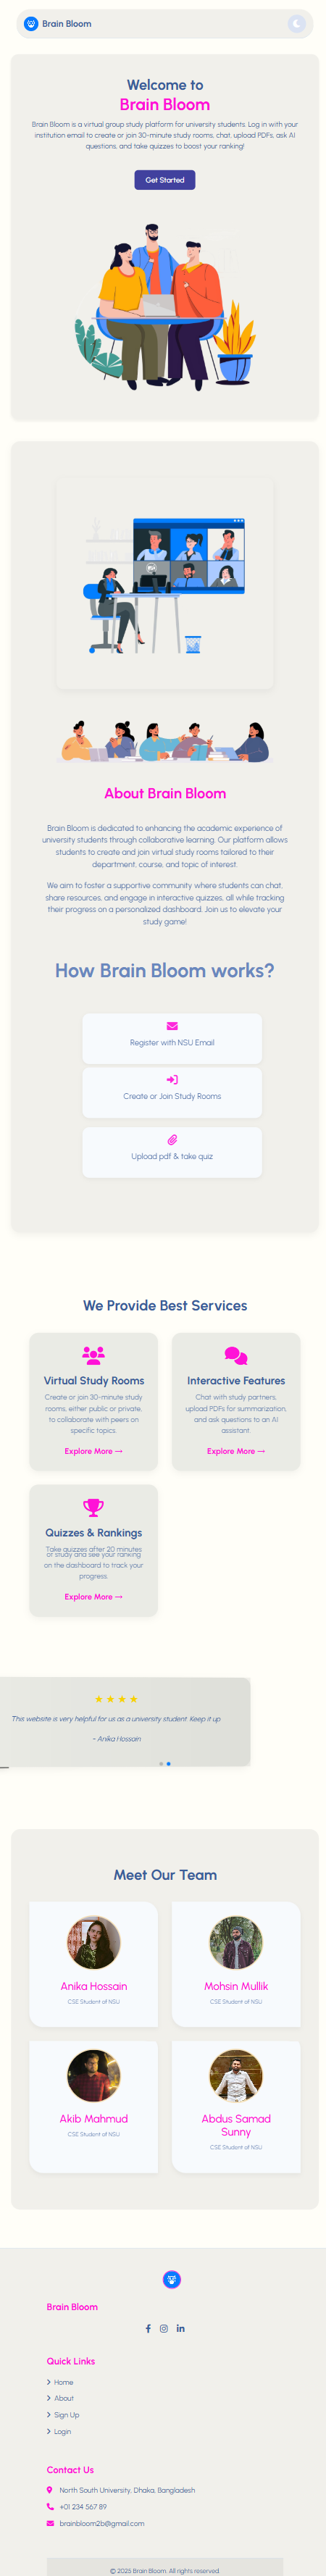 Brain Bloom
Welcome to
Brain Bloom
Brain Bloom is a virtual group study platform for university students. Log in with your
institution email to create or join 30-minute study rooms, chat, upload PDFs, ask AI
questions, and take quizzes to boost your ranking!
Get Started
About Brain Bloom
Brain Bloom is dedicated to enhancing the academic experience of
university students through collaborative learning. Our platform allows
students to create and join virtual study rooms tailored to their
department, course, and topic of interest.
We aim to foster a supportive community where students can chat,
share resources, and engage in interactive quizzes, all while tracking
their progress on a personalized dashboard. Join us to elevate your
study game!
How Brain Bloom works?
Register with NSU Email
Create or Join Study Rooms
Upload pdf & take quiz
We Provide Best Services
Virtual Study Rooms
Create or join 30-minute study
rooms, either public or private,
to collaborate with peers on
specific topics.
Explore More →
Interactive Features
Chat with study partners,
upload PDFs for summarization,
and ask questions to an AI
assistant.
Explore More →
Quizzes & Rankings
Take quizzes after 20 minutes
of study and see your ranking
on the dashboard to track your
progress.
Explore More →
This website is very helpful for us as a university student. Keep it up.
- Anika Hossain
Meet Our Team
Anika Hossain
CSE Student of NSU
Mohsin Mullik
CSE Student of NSU
Akib Mahmud
CSE Student of NSU
Abdus Samad
Sunny
CSE Student of NSU
Brain Bloom
Quick Links
Home
About
Sign Up
Login
Contact Us
North South University, Dhaka, Bangladesh
+01 234 567 89
brainbloom2b@gmail.com
© 2025 Brain Bloom. All rights reserved.